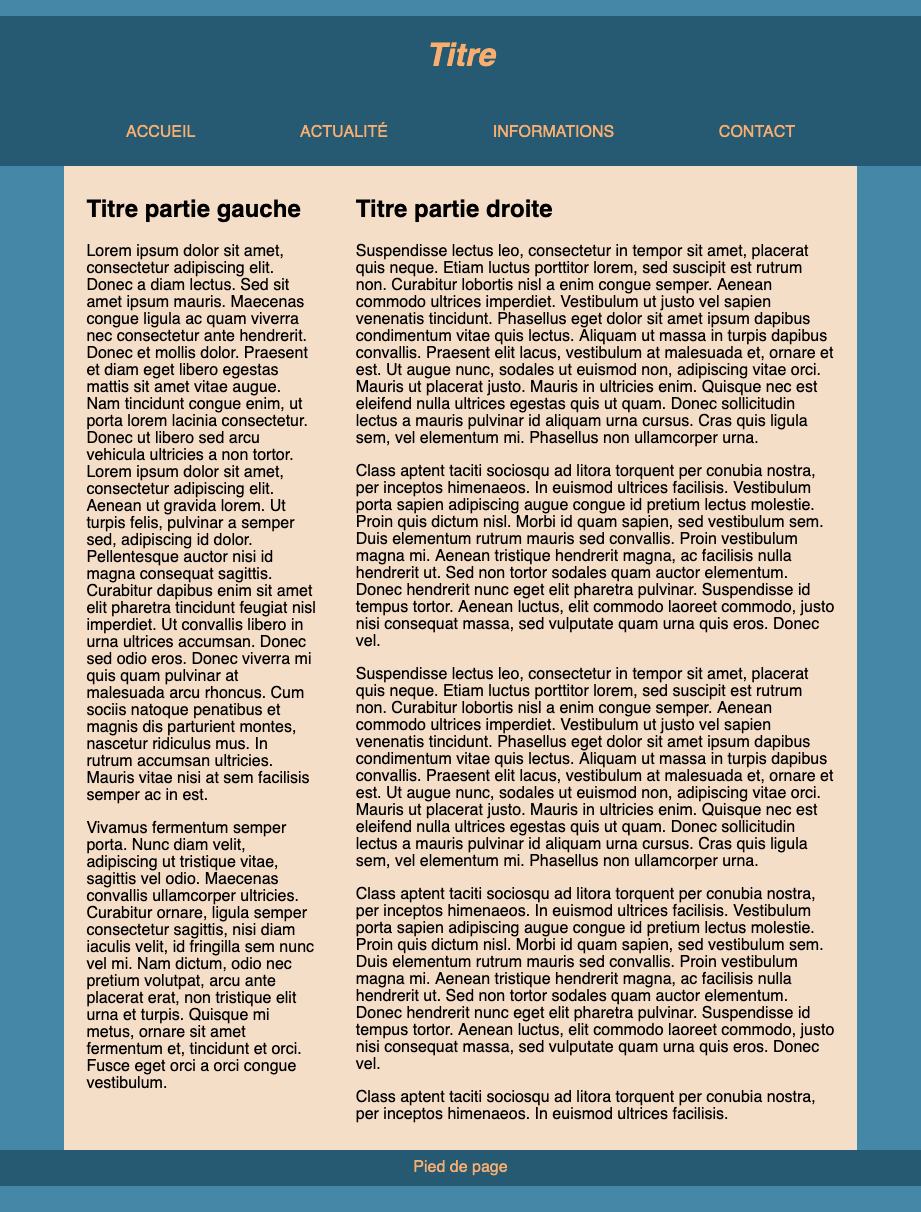 Titre
ACCUEIL ACTUALITÉ INFORMATIONS CONTACT
Titre partie gauche
Lorem ipsum dolor sit amet,
consectetur adipiscing elit.
Donec a diam lectus. Sed sit
amet ipsum mauris. Maecenas
congue ligula ac quam viverra
nec consectetur ante hendrerit.
Donec et mollis dolor. Praesent
et diam eget libero egestas
mattis sit amet vitae augue.
Nam tincidunt congue enim, ut
porta lorem lacinia consectetur.
Donec ut libero sed arcu
vehicula ultricies a non tortor.
Lorem ipsum dolor sit amet,
consectetur adipiscing elit.
Aenean ut gravida lorem. Ut
turpis felis, pulvinar a semper
sed, adipiscing id dolor.
Pellentesque auctor nisi id
magna consequat sagittis.
Curabitur dapibus enim sit amet
elit pharetra tincidunt feugiat nisl
imperdiet. Ut convallis libero in
urna ultrices accumsan. Donec
sed odio eros. Donec viverra mi
quis quam pulvinar at
malesuada arcu rhoncus. Cum
sociis natoque penatibus et
magnis dis parturient montes,
nascetur ridiculus mus. In
rutrum accumsan ultricies.
Mauris vitae nisi at sem facilisis
semper ac in est.
Vivamus fermentum semper
porta. Nunc diam velit,
adipiscing ut tristique vitae,
sagittis vel odio. Maecenas
convallis ullamcorper ultricies.
Curabitur ornare, ligula semper
consectetur sagittis, nisi diam
iaculis velit, id fringilla sem nunc
vel mi. Nam dictum, odio nec
pretium volutpat, arcu ante
placerat erat, non tristique elit
urna et turpis. Quisque mi
metus, ornare sit amet
fermentum et, tincidunt et orci.
Fusce eget orci a orci congue
vestibulum.
Titre partie droite
Suspendisse lectus leo, consectetur in tempor sit amet, placerat
quis neque. Etiam luctus porttitor lorem, sed suscipit est rutrum
non. Curabitur lobortis nisl a enim congue semper. Aenean
commodo ultrices imperdiet. Vestibulum ut justo vel sapien
venenatis tincidunt. Phasellus eget dolor sit amet ipsum dapibus
condimentum vitae quis lectus. Aliquam ut massa in turpis dapibus
convallis. Praesent elit lacus, vestibulum at malesuada et, ornare et
est. Ut augue nunc, sodales ut euismod non, adipiscing vitae orci.
Mauris ut placerat justo. Mauris in ultricies enim. Quisque nec est
eleifend nulla ultrices egestas quis ut quam. Donec sollicitudin
lectus a mauris pulvinar id aliquam urna cursus. Cras quis ligula
sem, vel elementum mi. Phasellus non ullamcorper urna.
Class aptent taciti sociosqu ad litora torquent per conubia nostra,
per inceptos himenaeos. In euismod ultrices facilisis. Vestibulum
porta sapien adipiscing augue congue id pretium lectus molestie.
Proin quis dictum nisl. Morbi id quam sapien, sed vestibulum sem.
Duis elementum rutrum mauris sed convallis. Proin vestibulum
magna mi. Aenean tristique hendrerit magna, ac facilisis nulla
hendrerit ut. Sed non tortor sodales quam auctor elementum.
Donec hendrerit nunc eget elit pharetra pulvinar. Suspendisse id
tempus tortor. Aenean luctus, elit commodo laoreet commodo, justo
nisi consequat massa, sed vulputate quam urna quis eros. Donec
vel.
Suspendisse lectus leo, consectetur in tempor sit amet, placerat
quis neque. Etiam luctus porttitor lorem, sed suscipit est rutrum
non. Curabitur lobortis nisl a enim congue semper. Aenean
commodo ultrices imperdiet. Vestibulum ut justo vel sapien
venenatis tincidunt. Phasellus eget dolor sit amet ipsum dapibus
condimentum vitae quis lectus. Aliquam ut massa in turpis dapibus
convallis. Praesent elit lacus, vestibulum at malesuada et, ornare et
est. Ut augue nunc, sodales ut euismod non, adipiscing vitae orci.
Mauris ut placerat justo. Mauris in ultricies enim. Quisque nec est
eleifend nulla ultrices egestas quis ut quam. Donec sollicitudin
lectus a mauris pulvinar id aliquam urna cursus. Cras quis ligula
sem, vel elementum mi. Phasellus non ullamcorper urna.
Class aptent taciti sociosqu ad litora torquent per conubia nostra,
per inceptos himenaeos. In euismod ultrices facilisis. Vestibulum
porta sapien adipiscing augue congue id pretium lectus molestie.
Proin quis dictum nisl. Morbi id quam sapien, sed vestibulum sem.
Duis elementum rutrum mauris sed convallis. Proin vestibulum
magna mi. Aenean tristique hendrerit magna, ac facilisis nulla
hendrerit ut. Sed non tortor sodales quam auctor elementum.
Donec hendrerit nunc eget elit pharetra pulvinar. Suspendisse id
tempus tortor. Aenean luctus, elit commodo laoreet commodo, justo
nisi consequat massa, sed vulputate quam urna quis eros. Donec
vel.
Class aptent taciti sociosqu ad litora torquent per conubia nostra,
per inceptos himenaeos. In euismod ultrices facilisis.
Pied de page